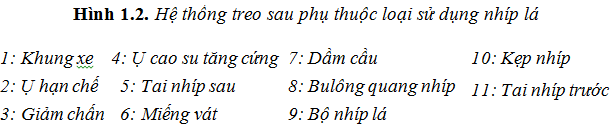 Hình 1.2. Hệ thống treo sau phụ thuộc loại sử dụng nhíp lá
1: Khung xe 4: Ụ cao su tăng cứng 7: Dầm cầu 10: Kẹp nhíp
2: Ụ hạn chế 5: Tai nhíp sau 8: Bulông quang nhíp 11: Tai nhíp trước
3: Giảm chấn 6: Miếng vát 9: Bộ nhíp lá